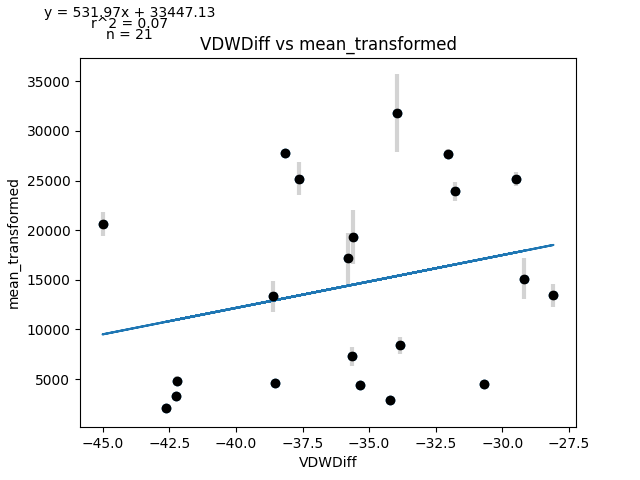 y = 531.97x + 33447.13
r^2 = 0.07
n = 21
VDWDiff vs mean_transformed
35000
30000
25000
20000
15000
10000
5000
mean_transformed
−45.0 −42.5 −40.0 −37.5 −35.0 −32.5 −30.0 −27.5
VDWDiff